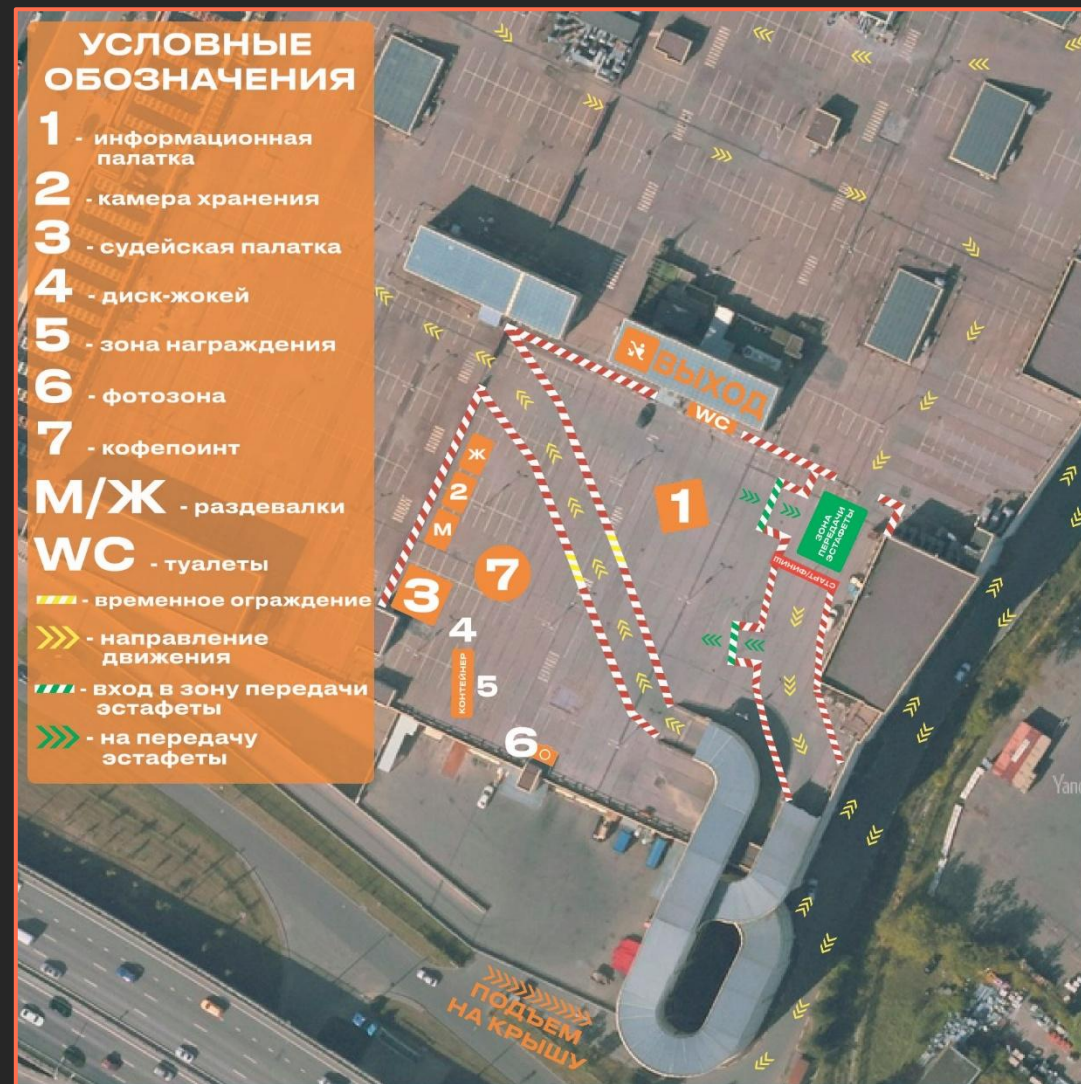 УСЛОВНЫЕ
ОБОЗНАЧЕНИЯ
1 - информационная
палатка
2 - камера хранения
3 - судейская палатка
4 - диск-жокей
5 - зона награждения
6 - фотозона
7 - кофепоинт
М/Ж - раздевалки
WC - туалеты
- временное ограждение
- направление
движения
- вход в зону передачи
эстафеты
- на передачу
эстафеты
ВЫХОД
WC
Ж
2
М
1
ЗОНА
ПЕРЕДАЧИ
ЭСТАФЕТЫ
СТАРТ/ФИНИШ
7
3
4
КОНТЕЙНЕР
5
6
ПОДЪЕМ
НА КРЫШУ